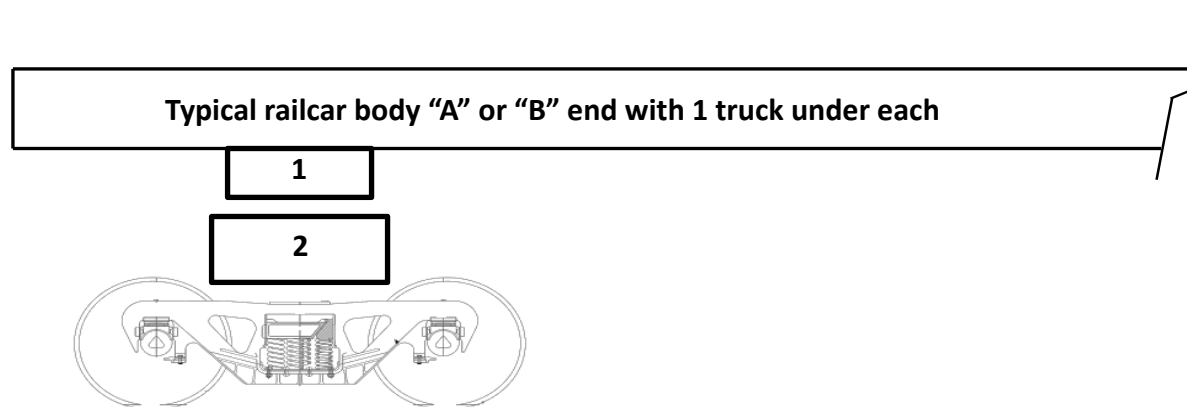 Typical railcar body “A” or “B” end with 1 truck under each
1
2